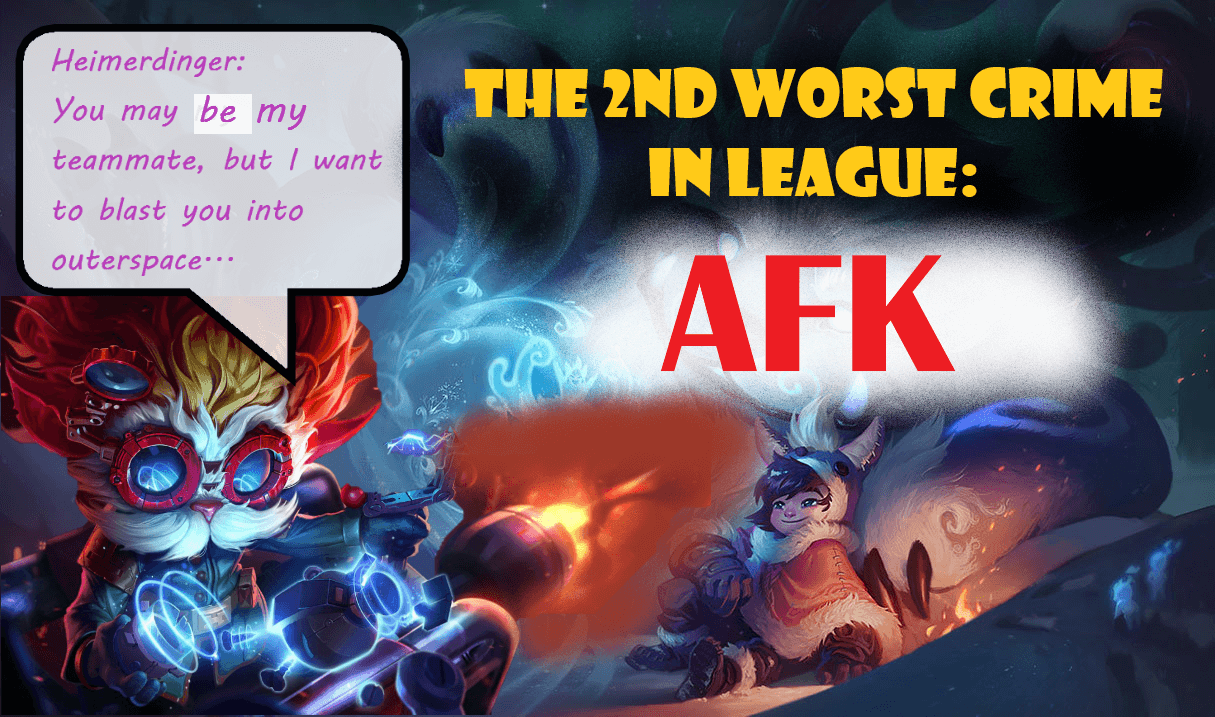 Heimerdinger:
You may be my
teammate, but I want
to blast you into
outerspace...
THE 2ND WORST CRIME
IN LEAGUE:
AFK